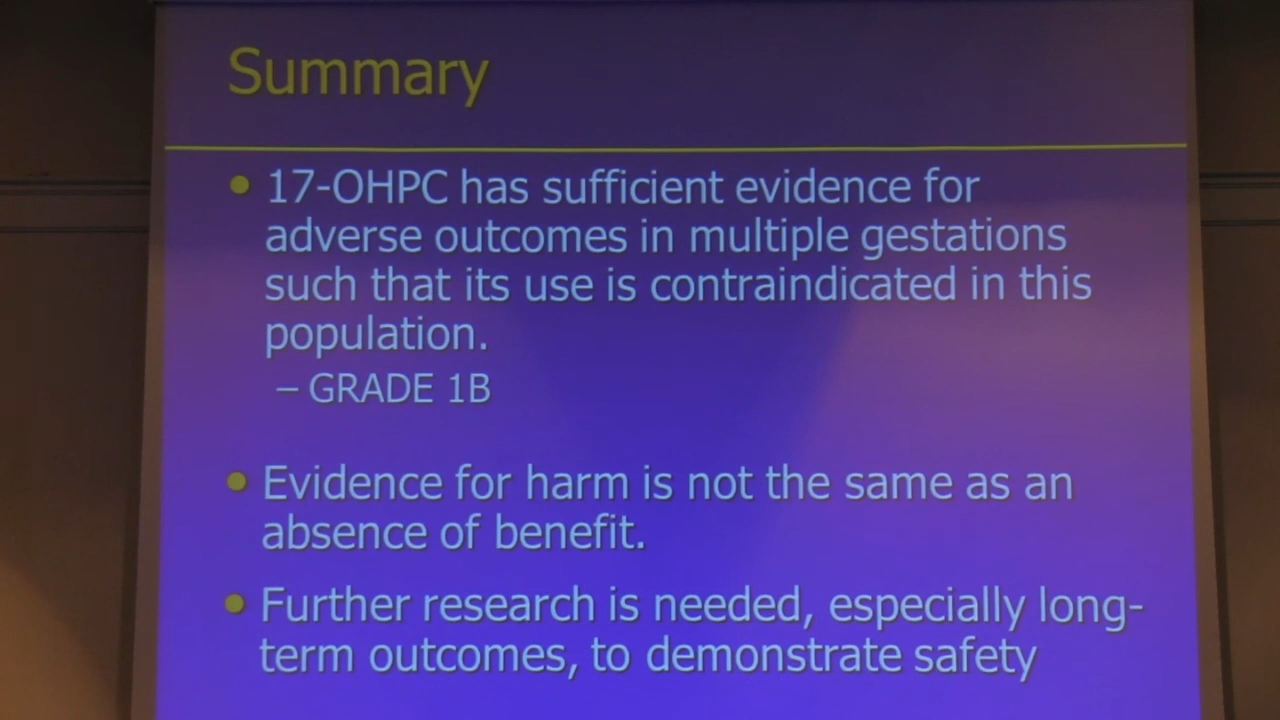 Summary
• 17-OHPC has sufficient evidence for
adverse outcomes in multiple gestations
such that its use is contraindicated in this
population.
– GRADE 1B
• Evidence for harm is not the same as an
absence of benefit.
• Further research is needed, especially long-
term outcomes, to demonstrate safety